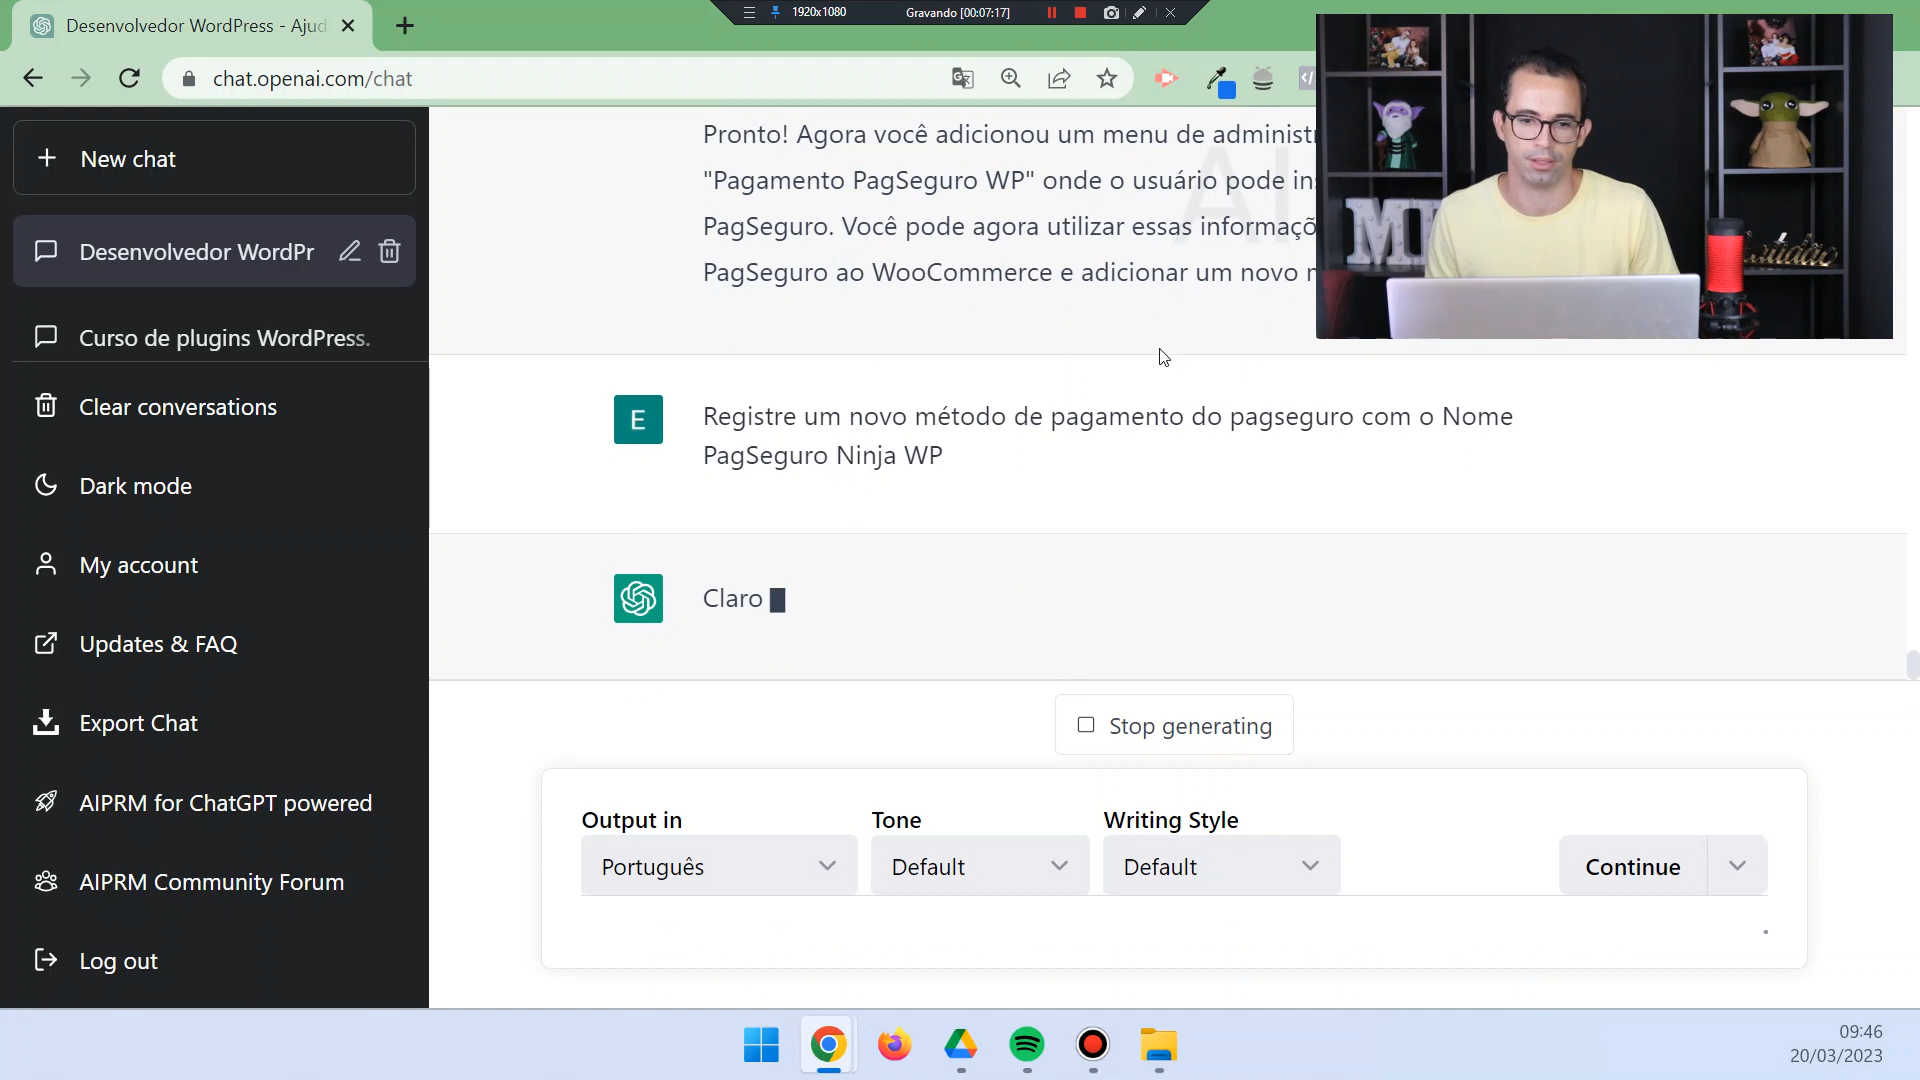 Desenvolvedor WordPress - Ajud
1920x1080
Gravando [00:07:17]
chat.openai.com/chat
New chat
Desenvolvedor WordPr
Curso de plugins WordPress.
Clear conversations
Dark mode
My account
Updates & FAQ
Export Chat
AIPRM for ChatGPT powered
AIPRM Community Forum
Log out
Pronto! Agora você adicionou um menu de administr
"Pagamento PagSeguro WP" onde o usuário pode ins
PagSeguro. Você pode agora utilizar essas informaçõ
PagSeguro ao WooCommerce e adicionar um novo
E
Registre um novo método de pagamento do pagseguro com o Nome
PagSeguro Ninja WP
Claro
Stop generating
Output in
Tone
Writing Style
Português
Default
Default
Continue
09:46
20/03/2023